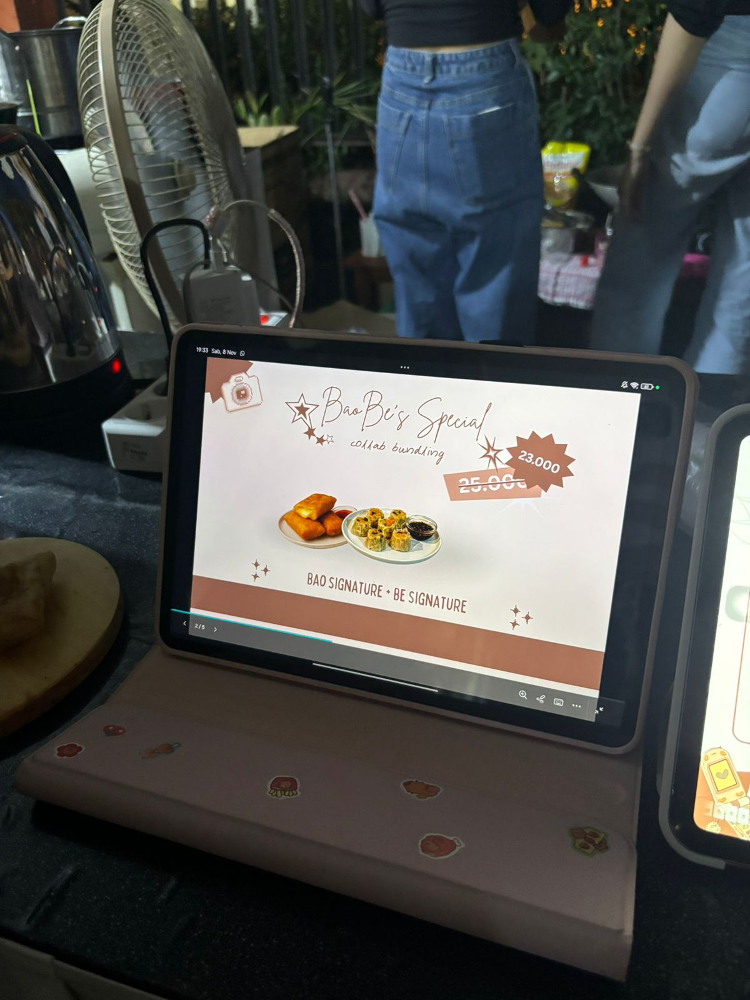 19:33 Sab, 8 Nov
BaoBe's Special
collab bundling
23.000
25.000
BAO SIGNATURE + BE SIGNATURE
2/5